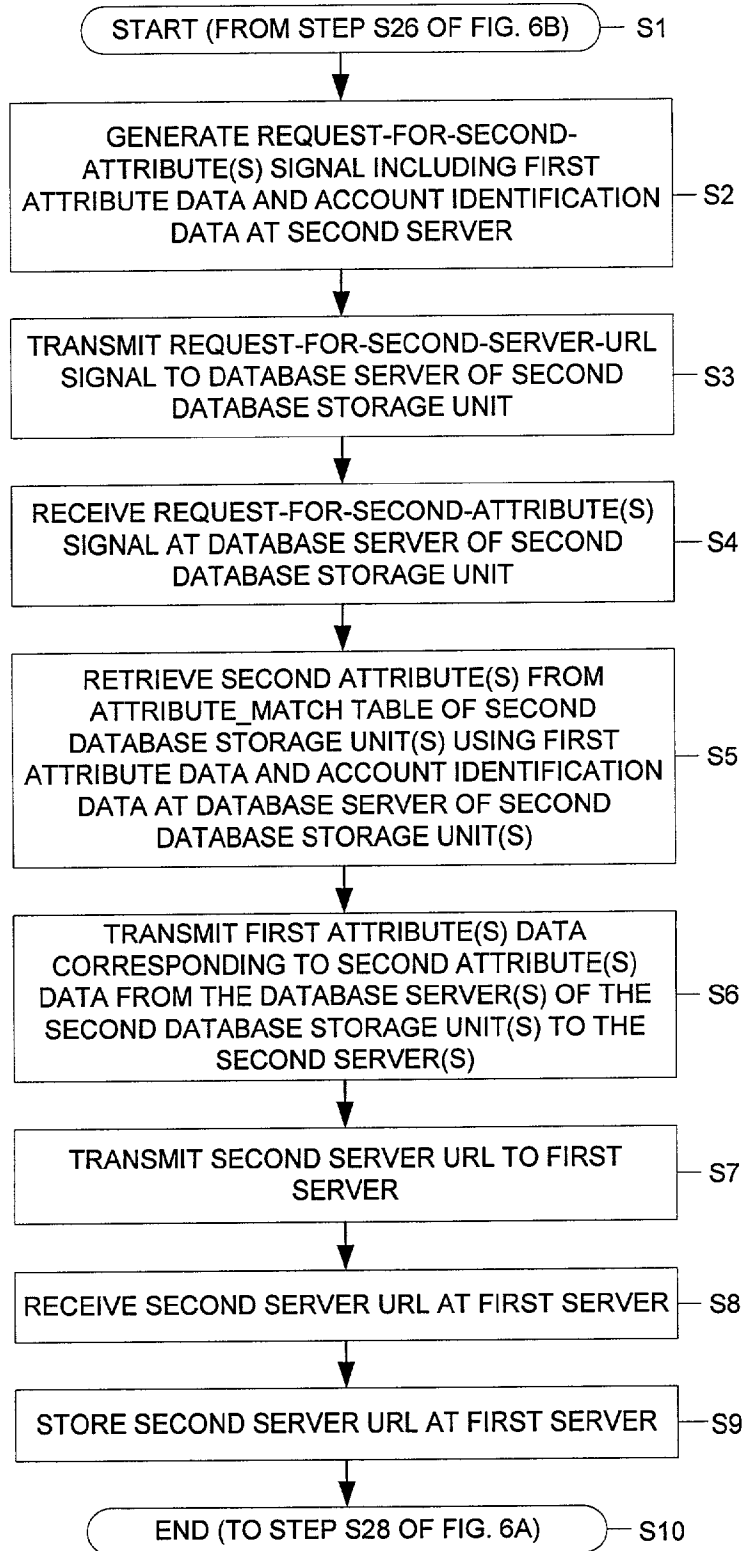 START (FROM STEP S26 OF FIG. 6B)
S1
GENERATE REQUEST-FOR-SECOND-
ATTRIBUTE(S) SIGNAL INCLUDING FIRST
ATTRIBUTE DATA AND ACCOUNT IDENTIFICATION
DATA AT SECOND SERVER
S2
TRANSMIT REQUEST-FOR-SECOND-SERVER-URL
SIGNAL TO DATABASE SERVER OF SECOND
DATABASE STORAGE UNIT
S3
RECEIVE REQUEST-FOR-SECOND-ATTRIBUTE(S)
SIGNAL AT DATABASE SERVER OF SECOND
DATABASE STORAGE UNIT
S4
RETRIEVE SECOND ATTRIBUTE(S) FROM
ATTRIBUTE_MATCH TABLE OF SECOND
DATABASE STORAGE UNIT(S) USING FIRST
ATTRIBUTE DATA AND ACCOUNT IDENTIFICATION
DATA AT DATABASE SERVER OF SECOND
DATABASE STORAGE UNIT(S)
S5
TRANSMIT FIRST ATTRIBUTE(S) DATA
CORRESPONDING TO SECOND ATTRIBUTE(S)
DATA FROM THE DATABASE SERVER(S) OF THE
SECOND DATABASE STORAGE UNIT(S) TO THE
SECOND SERVER(S)
S6
TRANSMIT SECOND SERVER URL TO FIRST
SERVER
S7
RECEIVE SECOND SERVER URL AT FIRST SERVER
S8
STORE SECOND SERVER URL AT FIRST SERVER
S9
END (TO STEP S28 OF FIG. 6A)
S10